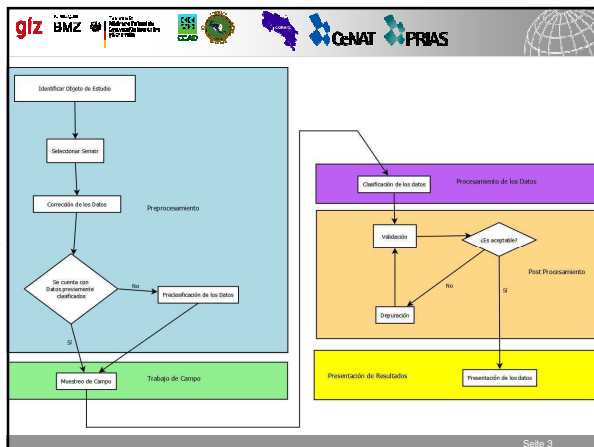 giz
BMZ
CCAD
CeNAT
PRIAS
Identificar Objeto de Estudio
Seleccionar Sensor
Corrección de los Datos
Preprocesamiento
Se cuenta con
Datos previamente
clasificados
No
Preclasificación de los Datos
Sí
Muestreo de Campo
Trabajo de Campo
Clasificación de los datos
Procesamiento de los Datos
Validación
¿Es aceptable?
Post Procesamiento
No
Sí
Depuración
Presentación de Resultados
Presentación de los datos
Seite 3